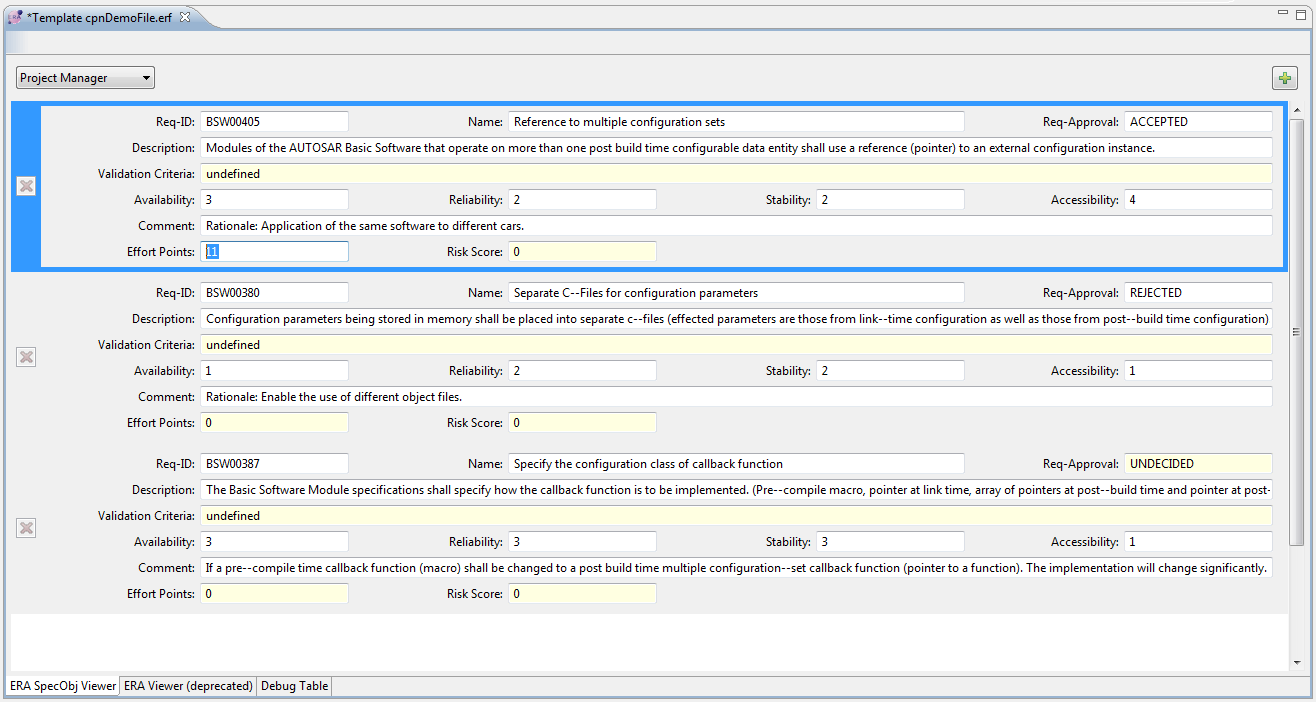 ERA *Template cpnDemoFile.erf
Project Manager
Req-ID: BSW00405 Name: Reference to multiple configuration sets Req-Approval: ACCEPTED
Description: Modules of the AUTOSAR Basic Software that operate on more than one post build time configurable data entity shall use a reference (pointer) to an external configuration instance.
Validation Criteria: undefined
Availability: 3 Reliability: 2 Stability: 2 Accessibility: 4
Comment: Rationale: Application of the same software to different cars.
Effort Points: 11 Risk Score: 0
Req-ID: BSW00380 Name: Separate C--Files for configuration parameters Req-Approval: REJECTED
Description: Configuration parameters being stored in memory shall be placed into separate c--files (effected parameters are those from link--time configuration as well as those from post--build time configuration)
Validation Criteria: undefined
Availability: 1 Reliability: 2 Stability: 2 Accessibility: 1
Comment: Rationale: Enable the use of different object files.
Effort Points: 0 Risk Score: 0
Req-ID: BSW00387 Name: Specify the configuration class of callback function Req-Approval: UNDECIDED
Description: The Basic Software Module specifications shall specify how the callback function is to be implemented. (Pre--compile macro, pointer at link time, array of pointers at post--build time and pointer at post-
Validation Criteria: undefined
Availability: 3 Reliability: 3 Stability: 3 Accessibility: 1
Comment: If a pre--compile time callback function (macro) shall be changed to a post build time multiple configuration--set callback function (pointer to a function). The implementation will change significantly.
Effort Points: 0 Risk Score: 0
ERA SpecObj Viewer ERA Viewer (deprecated) Debug Table